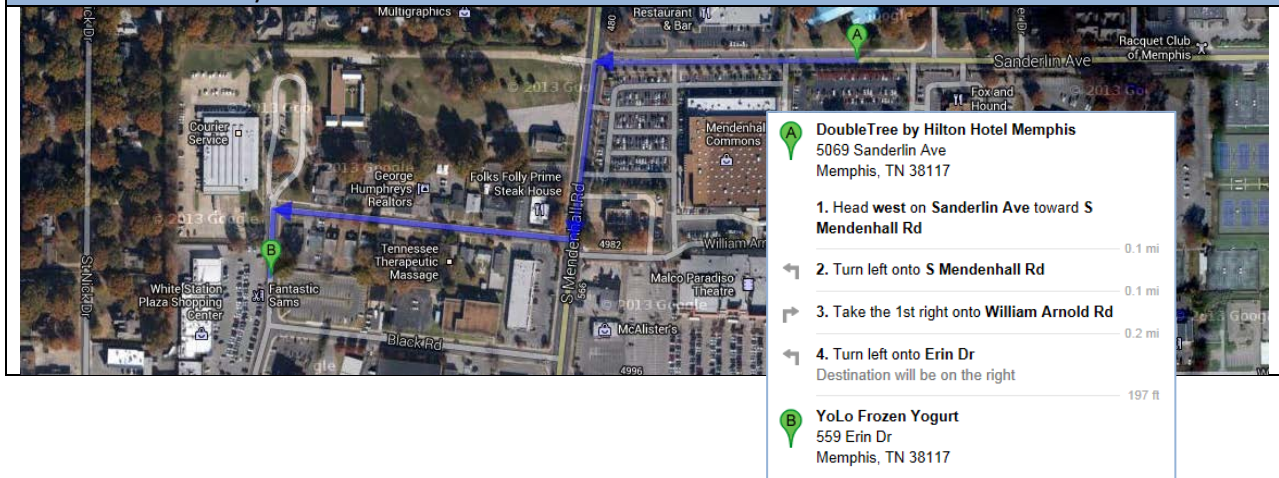 Multigraphics
Restaurant
& Bar
480
A
Racquet Club
of Memphis
Sanderlin Ave
© 2013 Google
Fox and
Hound
Courier
Service
Mendenhal
Commons
George
Humphreys
Realtors
Folks Folly Prime
Steak House
S Mendenhall Rd
566
4982
William Arn
B
Tennessee
Therapeutic
Massage
Malco Paradiso
Theatre
Strick Dr
White Station
Plaza Shopping
Center
Fantastic
Sams
© 2013 Google
McAlister's
Black Rd
4996
A
DoubleTree by Hilton Hotel Memphis
5069 Sanderlin Ave
Memphis, TN 38117
1. Head west on Sanderlin Ave toward S
Mendenhall Rd
0.1 mi
2. Turn left onto S Mendenhall Rd
0.1 mi
3. Take the 1st right onto William Arnold Rd
0.2 mi
4. Turn left onto Erin Dr
Destination will be on the right
197 ft
B
YoLo Frozen Yogurt
559 Erin Dr
Memphis, TN 38117